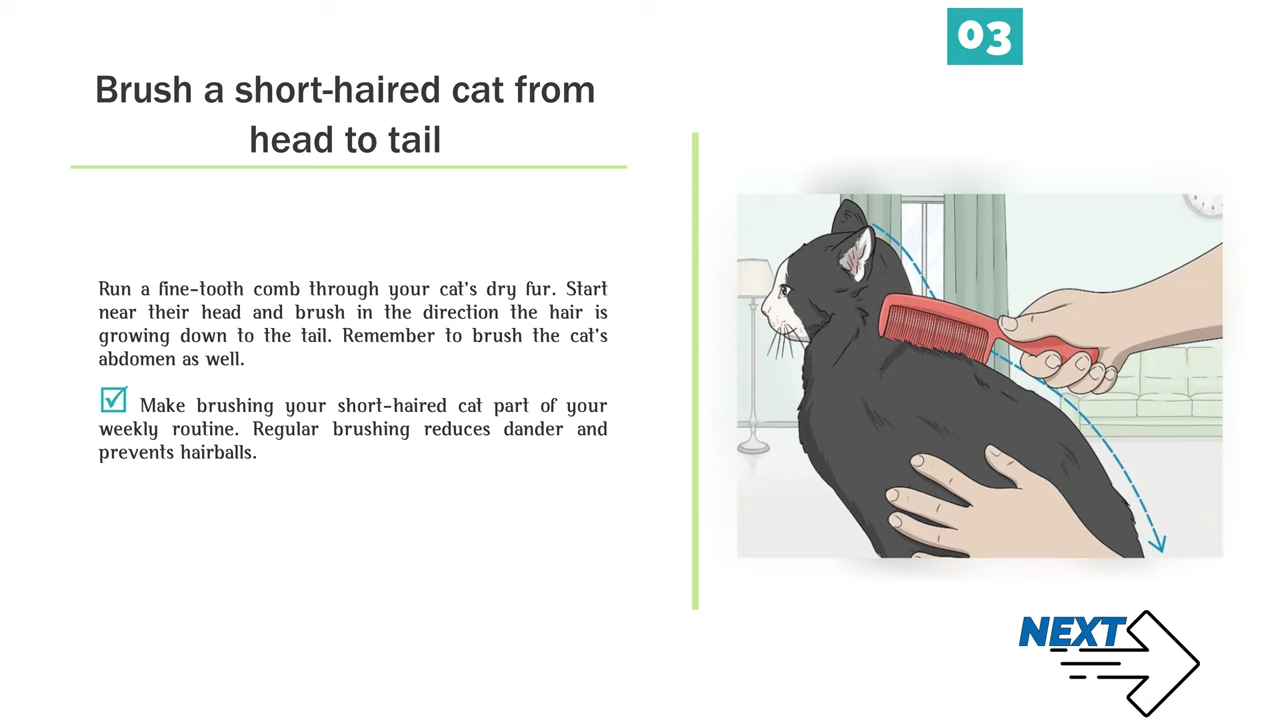 03
Brush a short-haired cat from
head to tail
Run a fine-tooth comb through your cat's dry fur. Start
near their head and brush in the direction the hair is
growing down to the tail. Remember to brush the cat's
abdomen as well.
Make brushing your short-haired cat part of your
weekly routine. Regular brushing reduces dander and
prevents hairballs.
NEXT